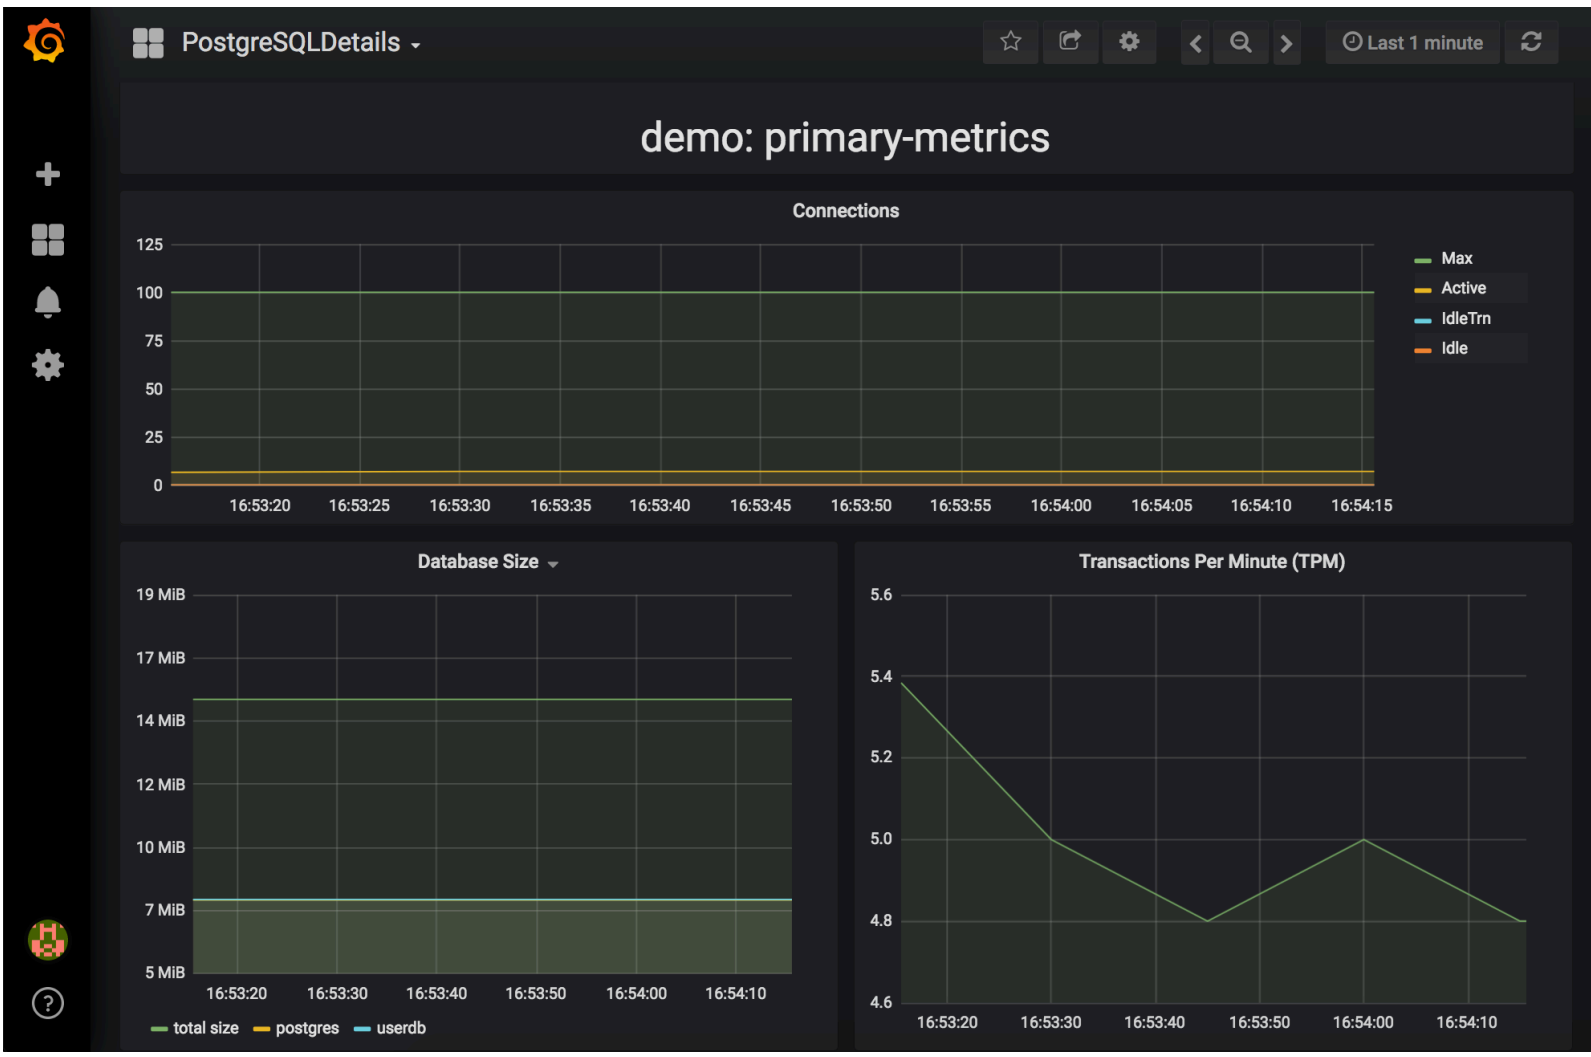 PostgreSQLDetails
Last 1 minute
demo: primary-metrics
Connections
125
100
75
50
25
0
16:53:20 16:53:25 16:53:30 16:53:35 16:53:40 16:53:45 16:53:50 16:53:55 16:54:00 16:54:05 16:54:10 16:54:15
Max
Active
IdleTrn
Idle
Database Size
19 MiB
17 MiB
14 MiB
12 MiB
10 MiB
7 MiB
5 MiB
16:53:20 16:53:30 16:53:40 16:53:50 16:54:00 16:54:10
total size postgres userdb
Transactions Per Minute (TPM)
5.6
5.4
5.2
5.0
4.8
4.6
16:53:20 16:53:30 16:53:40 16:53:50 16:54:00 16:54:10